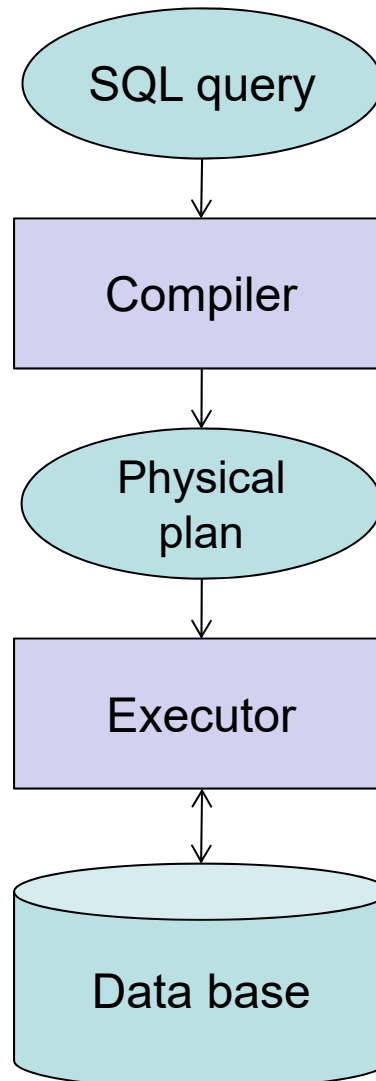 SQL query
Compiler
Physical
plan
Executor
Data base